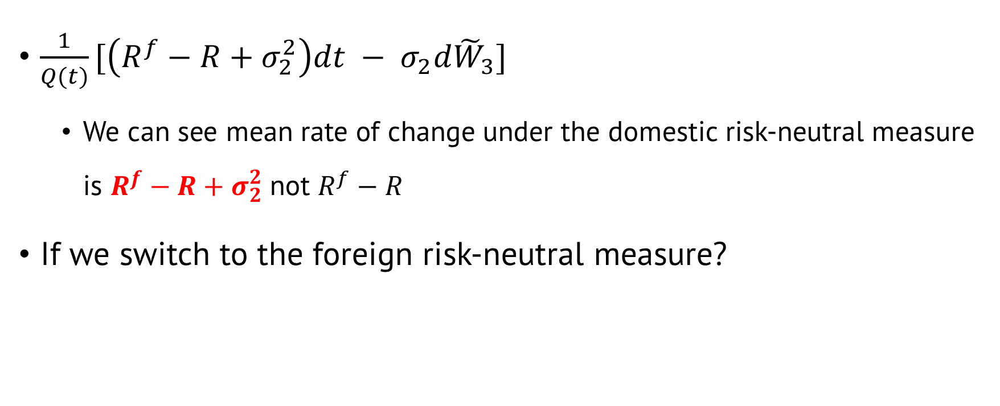 • $\frac{1}{Q(t)}[(R^f - R + \sigma_2^2)dt - \sigma_2 d\widetilde{W}_3]$
• We can see mean rate of change under the domestic risk-neutral measure
is $R^f - R + \sigma_2^2$ not $R^f - R$
• If we switch to the foreign risk-neutral measure?